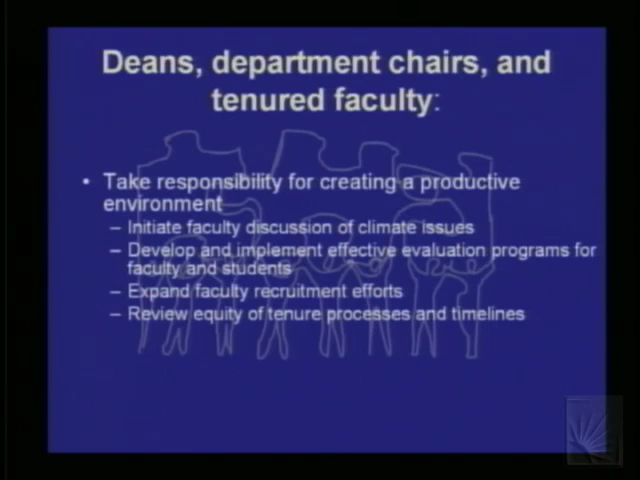 Deans, department chairs, and
tenured faculty:
• Take responsibility for creating a productive
environment
– Initiate faculty discussion of climate issues
– Develop and implement effective evaluation programs for
faculty and students
– Expand faculty recruitment efforts
– Review equity of tenure processes and timelines